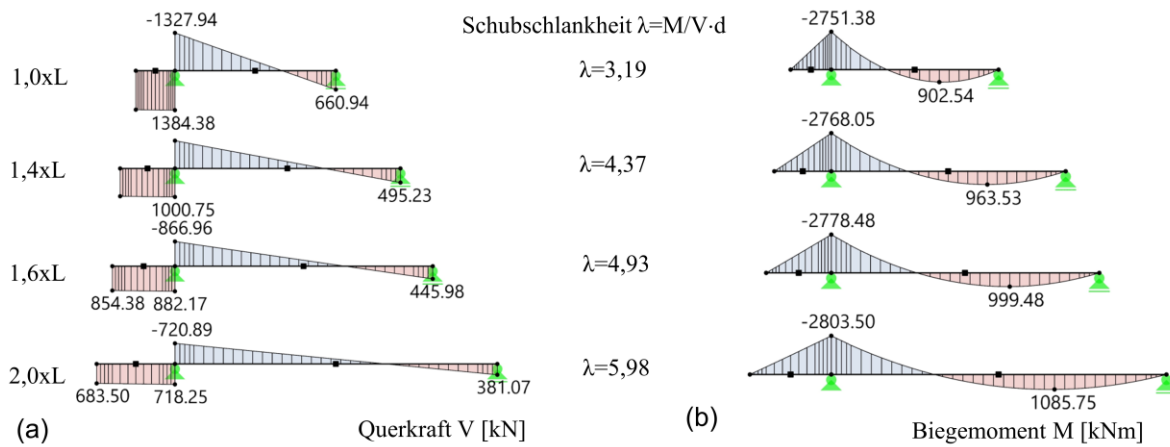 Schubschlankheit λ=M/V·d
-1327.94
1,0xL
1384.38
660.94
λ=3,19
-2751.38
902.54
1,4xL
1000.75
495.23
λ=4,37
-2768.05
963.53
-866.96
1,6xL
854.38 882.17
445.98
λ=4,93
-2778.48
999.48
-720.89
2,0xL
683.50 718.25
381.07
λ=5,98
-2803.50
1085.75
(a) Querkraft V [kN]
(b) Biegemoment M [kNm]